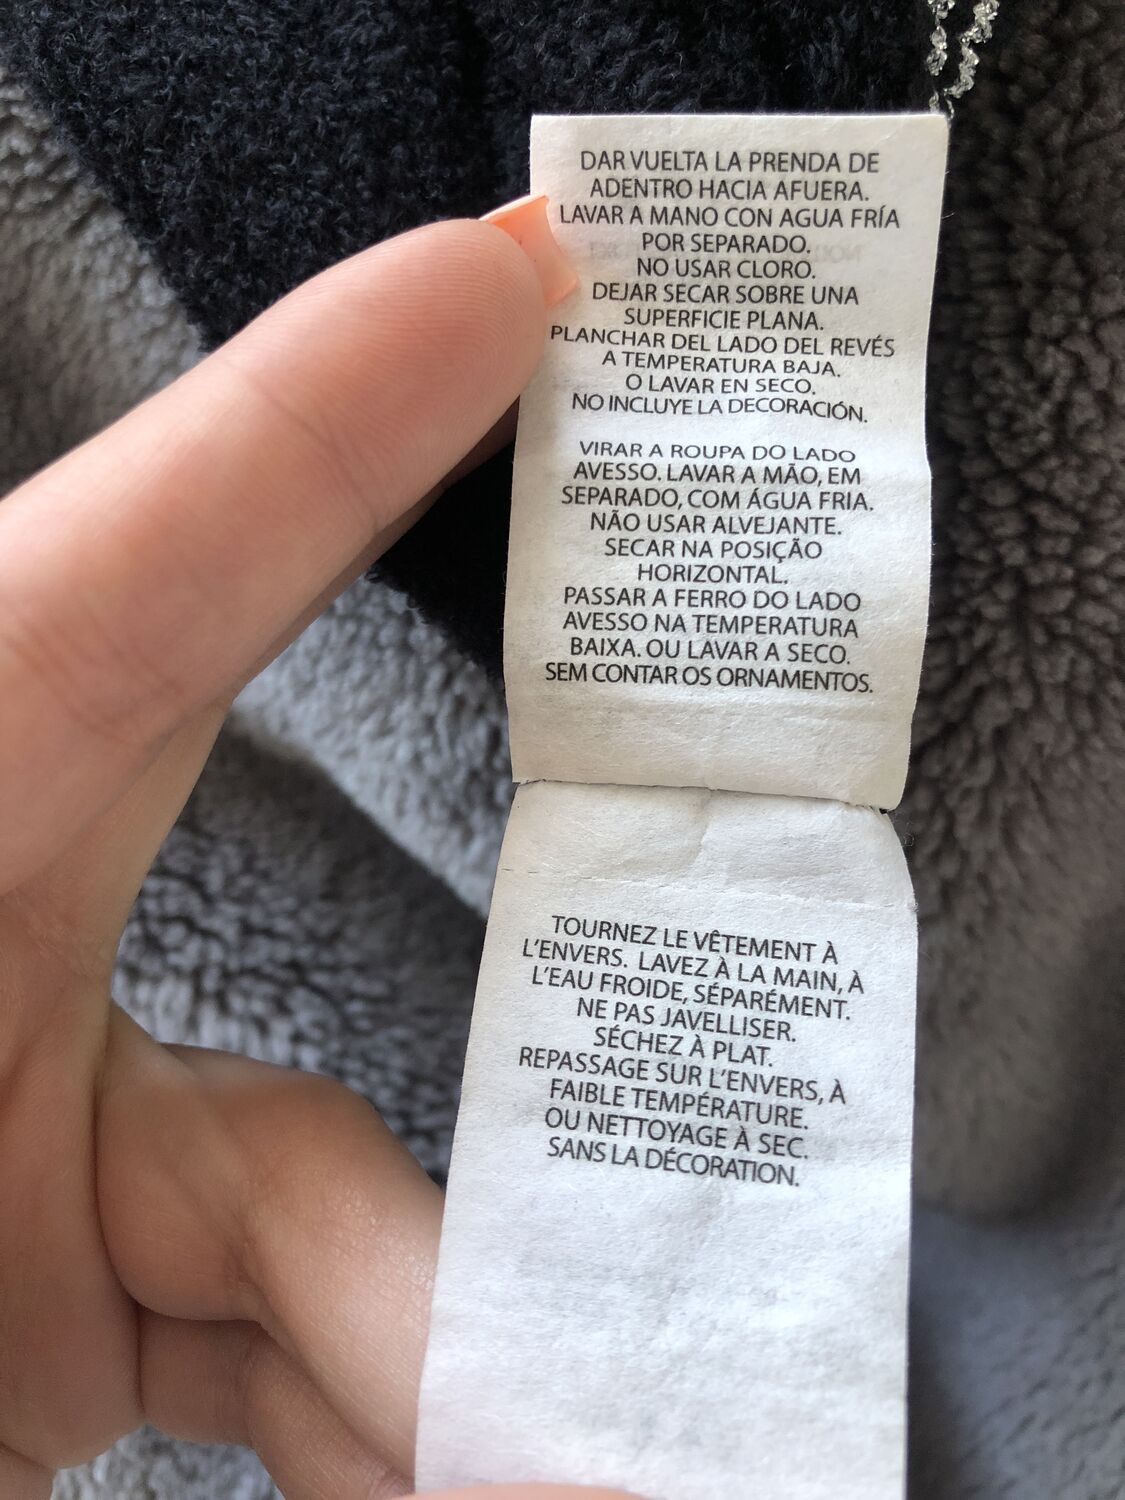 DAR VUELTA LA PRENDA DE
ADENTRO HACIA AFUERA.
LAVAR A MANO CON AGUA FRÍA
POR SEPARADO.
NO USAR CLORO.
DEJAR SECAR SOBRE UNA
SUPERFICIE PLANA.
PLANCHAR DEL LADO DEL REVÉS
A TEMPERATURA BAJA.
O LAVAR EN SECO.
NO INCLUYE LA DECORACIÓN.
VIRAR A ROUPA DO LADO
AVESSO. LAVAR A MÃO, EM
SEPARADO, COM ÁGUA FRIA.
NÃO USAR ALVEJANTE.
SECAR NA POSIÇÃO
HORIZONTAL.
PASSAR A FERRO DO LADO
AVESSO NA TEMPERATURA
BAIXA. OU LAVAR A SECO.
SEM CONTAR OS ORNAMENTOS.
TOURNEZ LE VÊTEMENT À
L'ENVERS. LAVEZ À LA MAIN, À
L'EAU FROIDE, SÉPARÉMENT.
NE PAS JAVELLISER.
SÉCHEZ À PLAT.
REPASSAGE SUR L'ENVERS, À
FAIBLE TEMPÉRATURE.
OU NETTOYAGE À SEC.
SANS LA DÉCORATION.